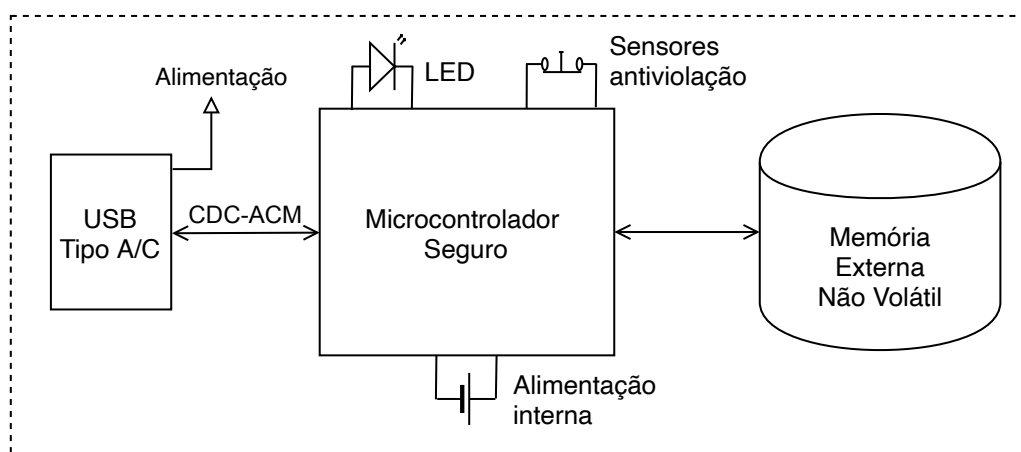 Alimentação
LED
Sensores
antiviolação
USB
Tipo A/C
CDC-ACM
Microcontrolador
Seguro
Memória
Externa
Não Volátil
Alimentação
interna